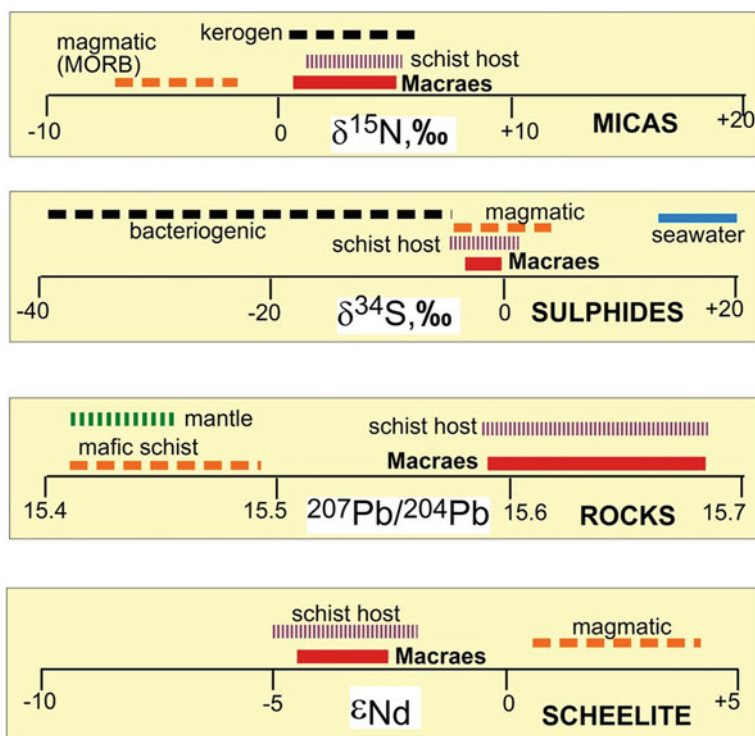 kerogen
magmatic
(MORB)
schist host
Macraes
-10 0 +10 +20
δ¹⁵N,‰ MICAS
bacteriogenic
magmatic
seawater
schist host
Macraes
-40 -20 0 +20
δ³⁴S,‰ SULPHIDES
mantle
schist host
mafic schist
Macraes
15.4 15.5 15.6 15.7
²⁰⁷Pb/²⁰⁴Pb ROCKS
schist host
magmatic
Macraes
-10 -5 0 +5
εNd SCHEELITE